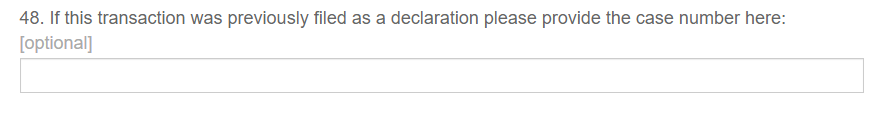 48. If this transaction was previously filed as a declaration please provide the case number here:
[optional]